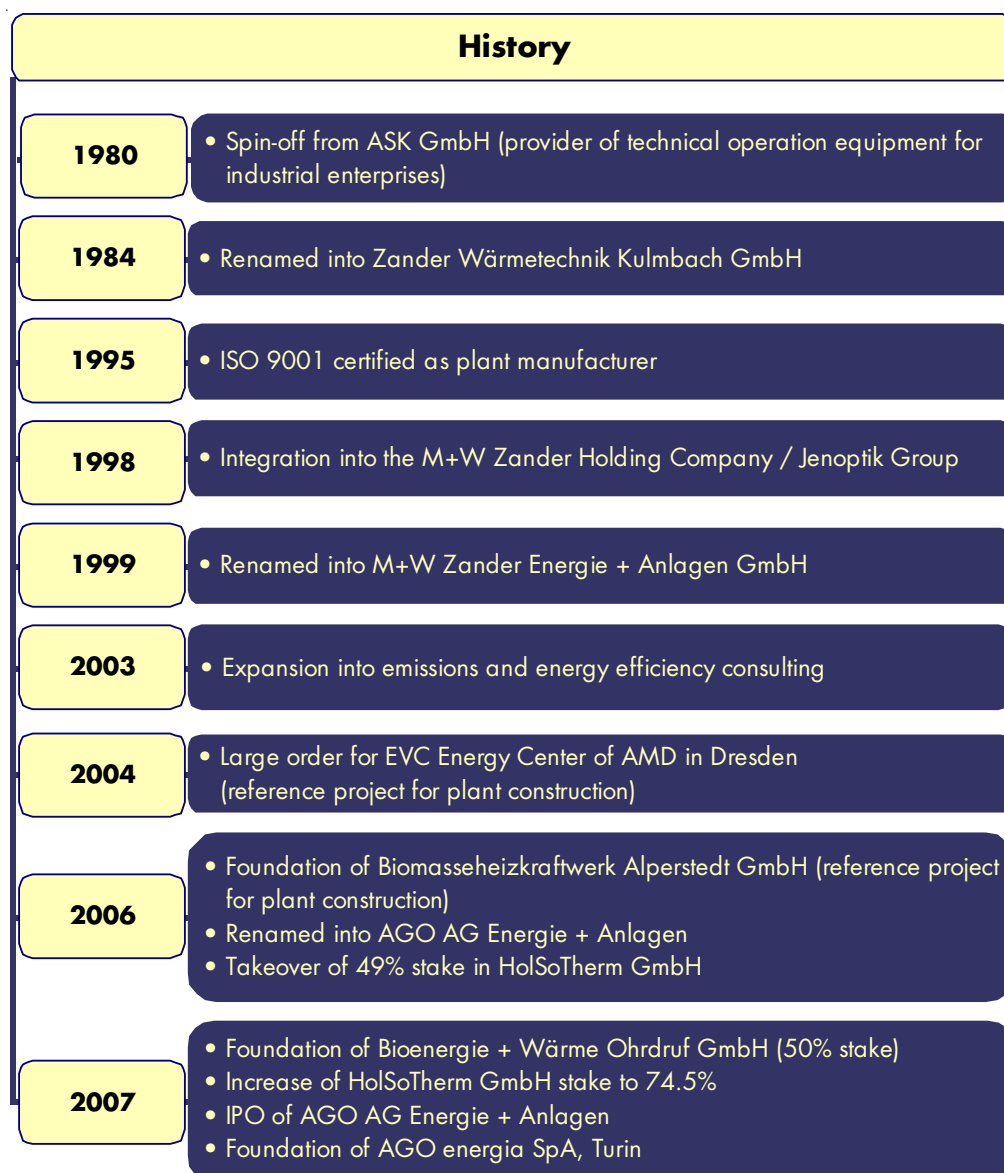 History
1980
• Spin-off from ASK GmbH (provider of technical operation equipment for
industrial enterprises)
1984
• Renamed into Zander Wärmetechnik Kulmbach GmbH
1995
• ISO 9001 certified as plant manufacturer
1998
• Integration into the M+W Zander Holding Company / Jenoptik Group
1999
• Renamed into M+W Zander Energie + Anlagen GmbH
2003
• Expansion into emissions and energy efficiency consulting
2004
• Large order for EVC Energy Center of AMD in Dresden
(reference project for plant construction)
2006
• Foundation of Biomasseheizkraftwerk Alperstedt GmbH (reference project
for plant construction)
• Renamed into AGO AG Energie + Anlagen
• Takeover of 49% stake in HolSoTherm GmbH
2007
• Foundation of Bioenergie + Wärme Ohrdruf GmbH (50% stake)
• Increase of HolSoTherm GmbH stake to 74.5%
• IPO of AGO AG Energie + Anlagen
• Foundation of AGO energia SpA, Turin